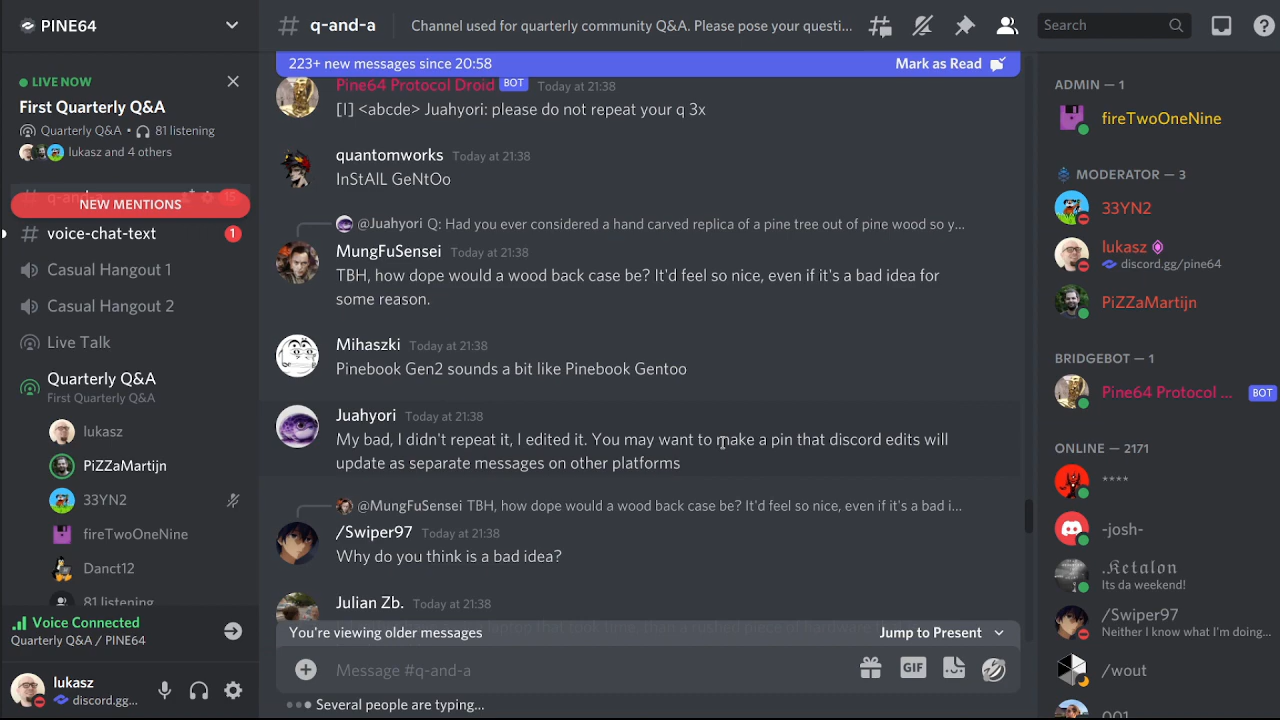 PINE64
LIVE NOW
First Quarterly Q&A
Quarterly Q&A • 81 listening
lukasz and 4 others
q-and-a 15
NEW MENTIONS
voice-chat-text 1
Casual Hangout 1
Casual Hangout 2
Live Talk
Quarterly Q&A
First Quarterly Q&A
lukasz
PiZZaMartijn
33YN2
fireTwoOneNine
Danct12
81 listening
Voice Connected
Quarterly Q&A / PINE64
lukasz
discord.gg...
# q-and-a
Channel used for quarterly community Q&A. Please pose your questi...
Search
223+ new messages since 20:58
Mark as Read
Pine64 Protocol Droid BOT Today at 21:38
[I] <abcde> Juahyori: please do not repeat your q 3x
quantomworks Today at 21:38
InStAlL GeNtOo
@Juahyori Q: Had you ever considered a hand carved replica of a pine tree out of pine wood so y...
MungFuSensei Today at 21:38
TBH, how dope would a wood back case be? It'd feel so nice, even if it's a bad idea for
some reason.
Mihaszki Today at 21:38
Pinebook Gen2 sounds a bit like Pinebook Gentoo
Juahyori Today at 21:38
My bad, I didn't repeat it, I edited it. You may want to make a pin that discord edits will
update as separate messages on other platforms
@MungFuSensei TBH, how dope would a wood back case be? It'd feel so nice, even if it's a bad i...
/Swiper97 Today at 21:38
Why do you think is a bad idea?
Julian Zb. Today at 21:38
You're viewing older messages
Jump to Present
Message #q-and-a
GIF
Several people are typing...
ADMIN — 1
fireTwoOneNine
MODERATOR — 3
33YN2
lukasz
discord.gg/pine64
PiZZaMartijn
BRIDGEBOT — 1
Pine64 Protocol ... BOT
ONLINE — 2171
****
-josh-
.𝕶𝖊𝖙𝖆𝖑𝖔𝖓
Its da weekend!
/Swiper97
Neither I know what I'm doing...
/wout
001